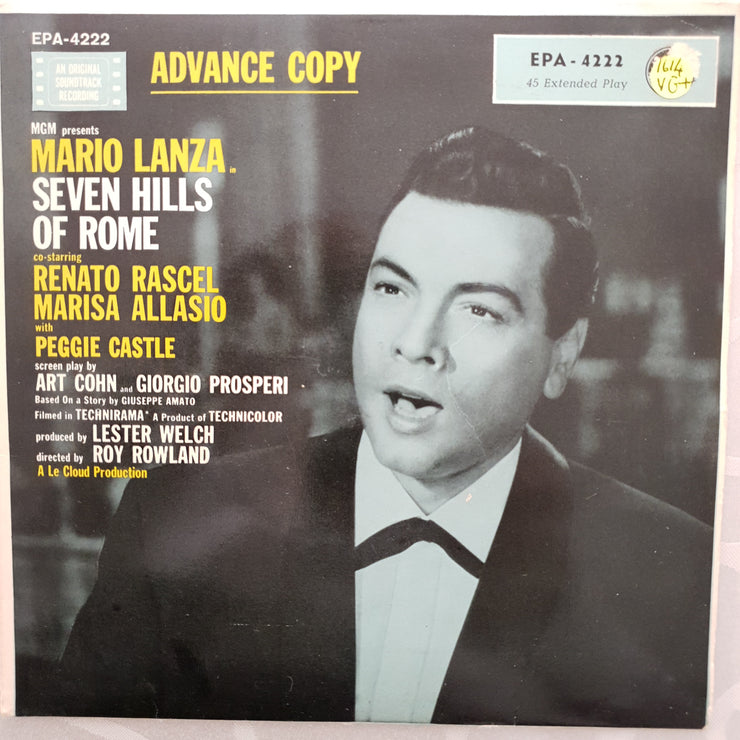 EPA-4222
AN ORIGINAL
SOUNDTRACK
RECORDING
ADVANCE COPY
EPA - 4222
45 Extended Play
1614
VG+
MGM presents
MARIO LANZA in
SEVEN HILLS
OF ROME
co-starring
RENATO RASCEL
MARISA ALLASIO
with
PEGGIE CASTLE
screen play by
ART COHN and GIORGIO PROSPERI
Based On a Story by GIUSEPPE AMATO
Filmed in TECHNIRAMA* A Product of TECHNICOLOR
produced by LESTER WELCH
directed by ROY ROWLAND
A Le Cloud Production